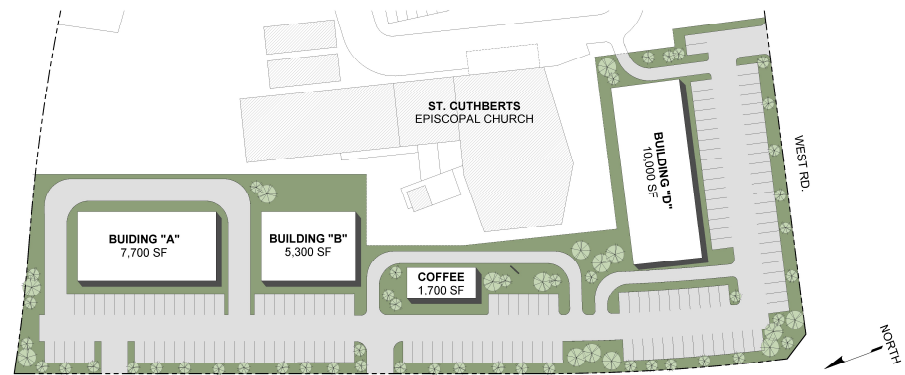 ST. CUTHBERTS
EPISCOPAL CHURCH
BUILDING "D"
10,000 SF
WEST RD.
BUIDING "A"
7,700 SF
BUILDING "B"
5,300 SF
COFFEE
1.700 SF
NORTH